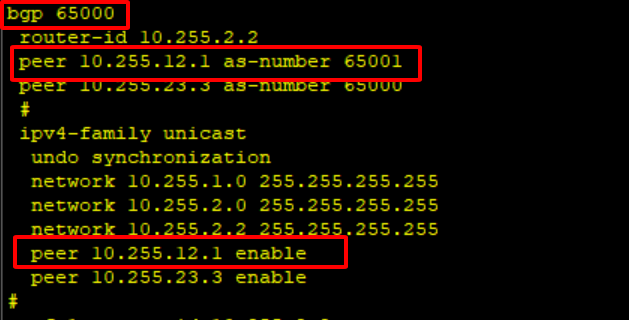 bgp 65000
router-id 10.255.2.2
peer 10.255.12.1 as-number 65001
peer 10.255.23.3 as-number 65000
#
ipv4-family unicast
undo synchronization
network 10.255.1.0 255.255.255.255
network 10.255.2.0 255.255.255.255
network 10.255.2.2 255.255.255.255
peer 10.255.12.1 enable
peer 10.255.23.3 enable
#